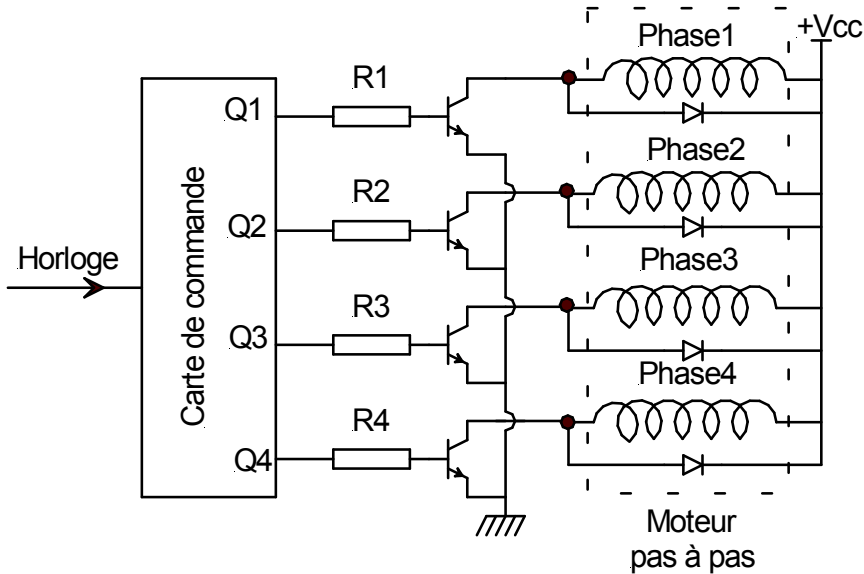 Phase1
+Vcc
R1
Q1
Phase2
R2
Q2
Horloge
Carte de commande
Phase3
R3
Q3
Phase4
R4
Q4
Moteur
pas à pas